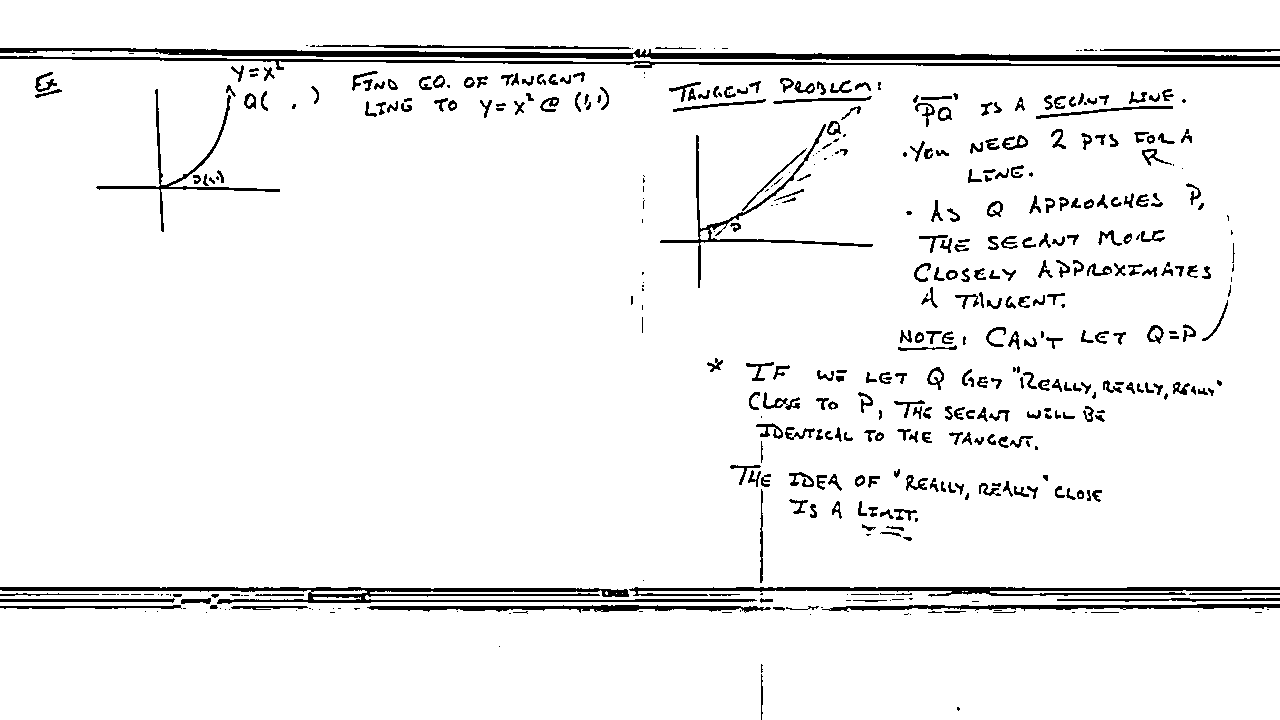 Ex
Y=X²
Q( , )
P(1,1)
FIND EQ. OF TANGENT
LINE TO Y=X² @ (1,1)
TANGENT PROBLEM:
Q
P
"PQ" IS A SECANT LINE.
• YOU NEED 2 PTS FOR A
LINE.
• AS Q APPROACHES P,
THE SECANT MORE
CLOSELY APPROXIMATES
A TANGENT.
NOTE: CAN'T LET Q=P
* IF WE LET Q GET "REALLY, REALLY, REALLY"
CLOSE TO P, THE SECANT WILL BE
IDENTICAL TO THE TANGENT.
THE IDEA OF "REALLY, REALLY" CLOSE
IS A LIMIT.